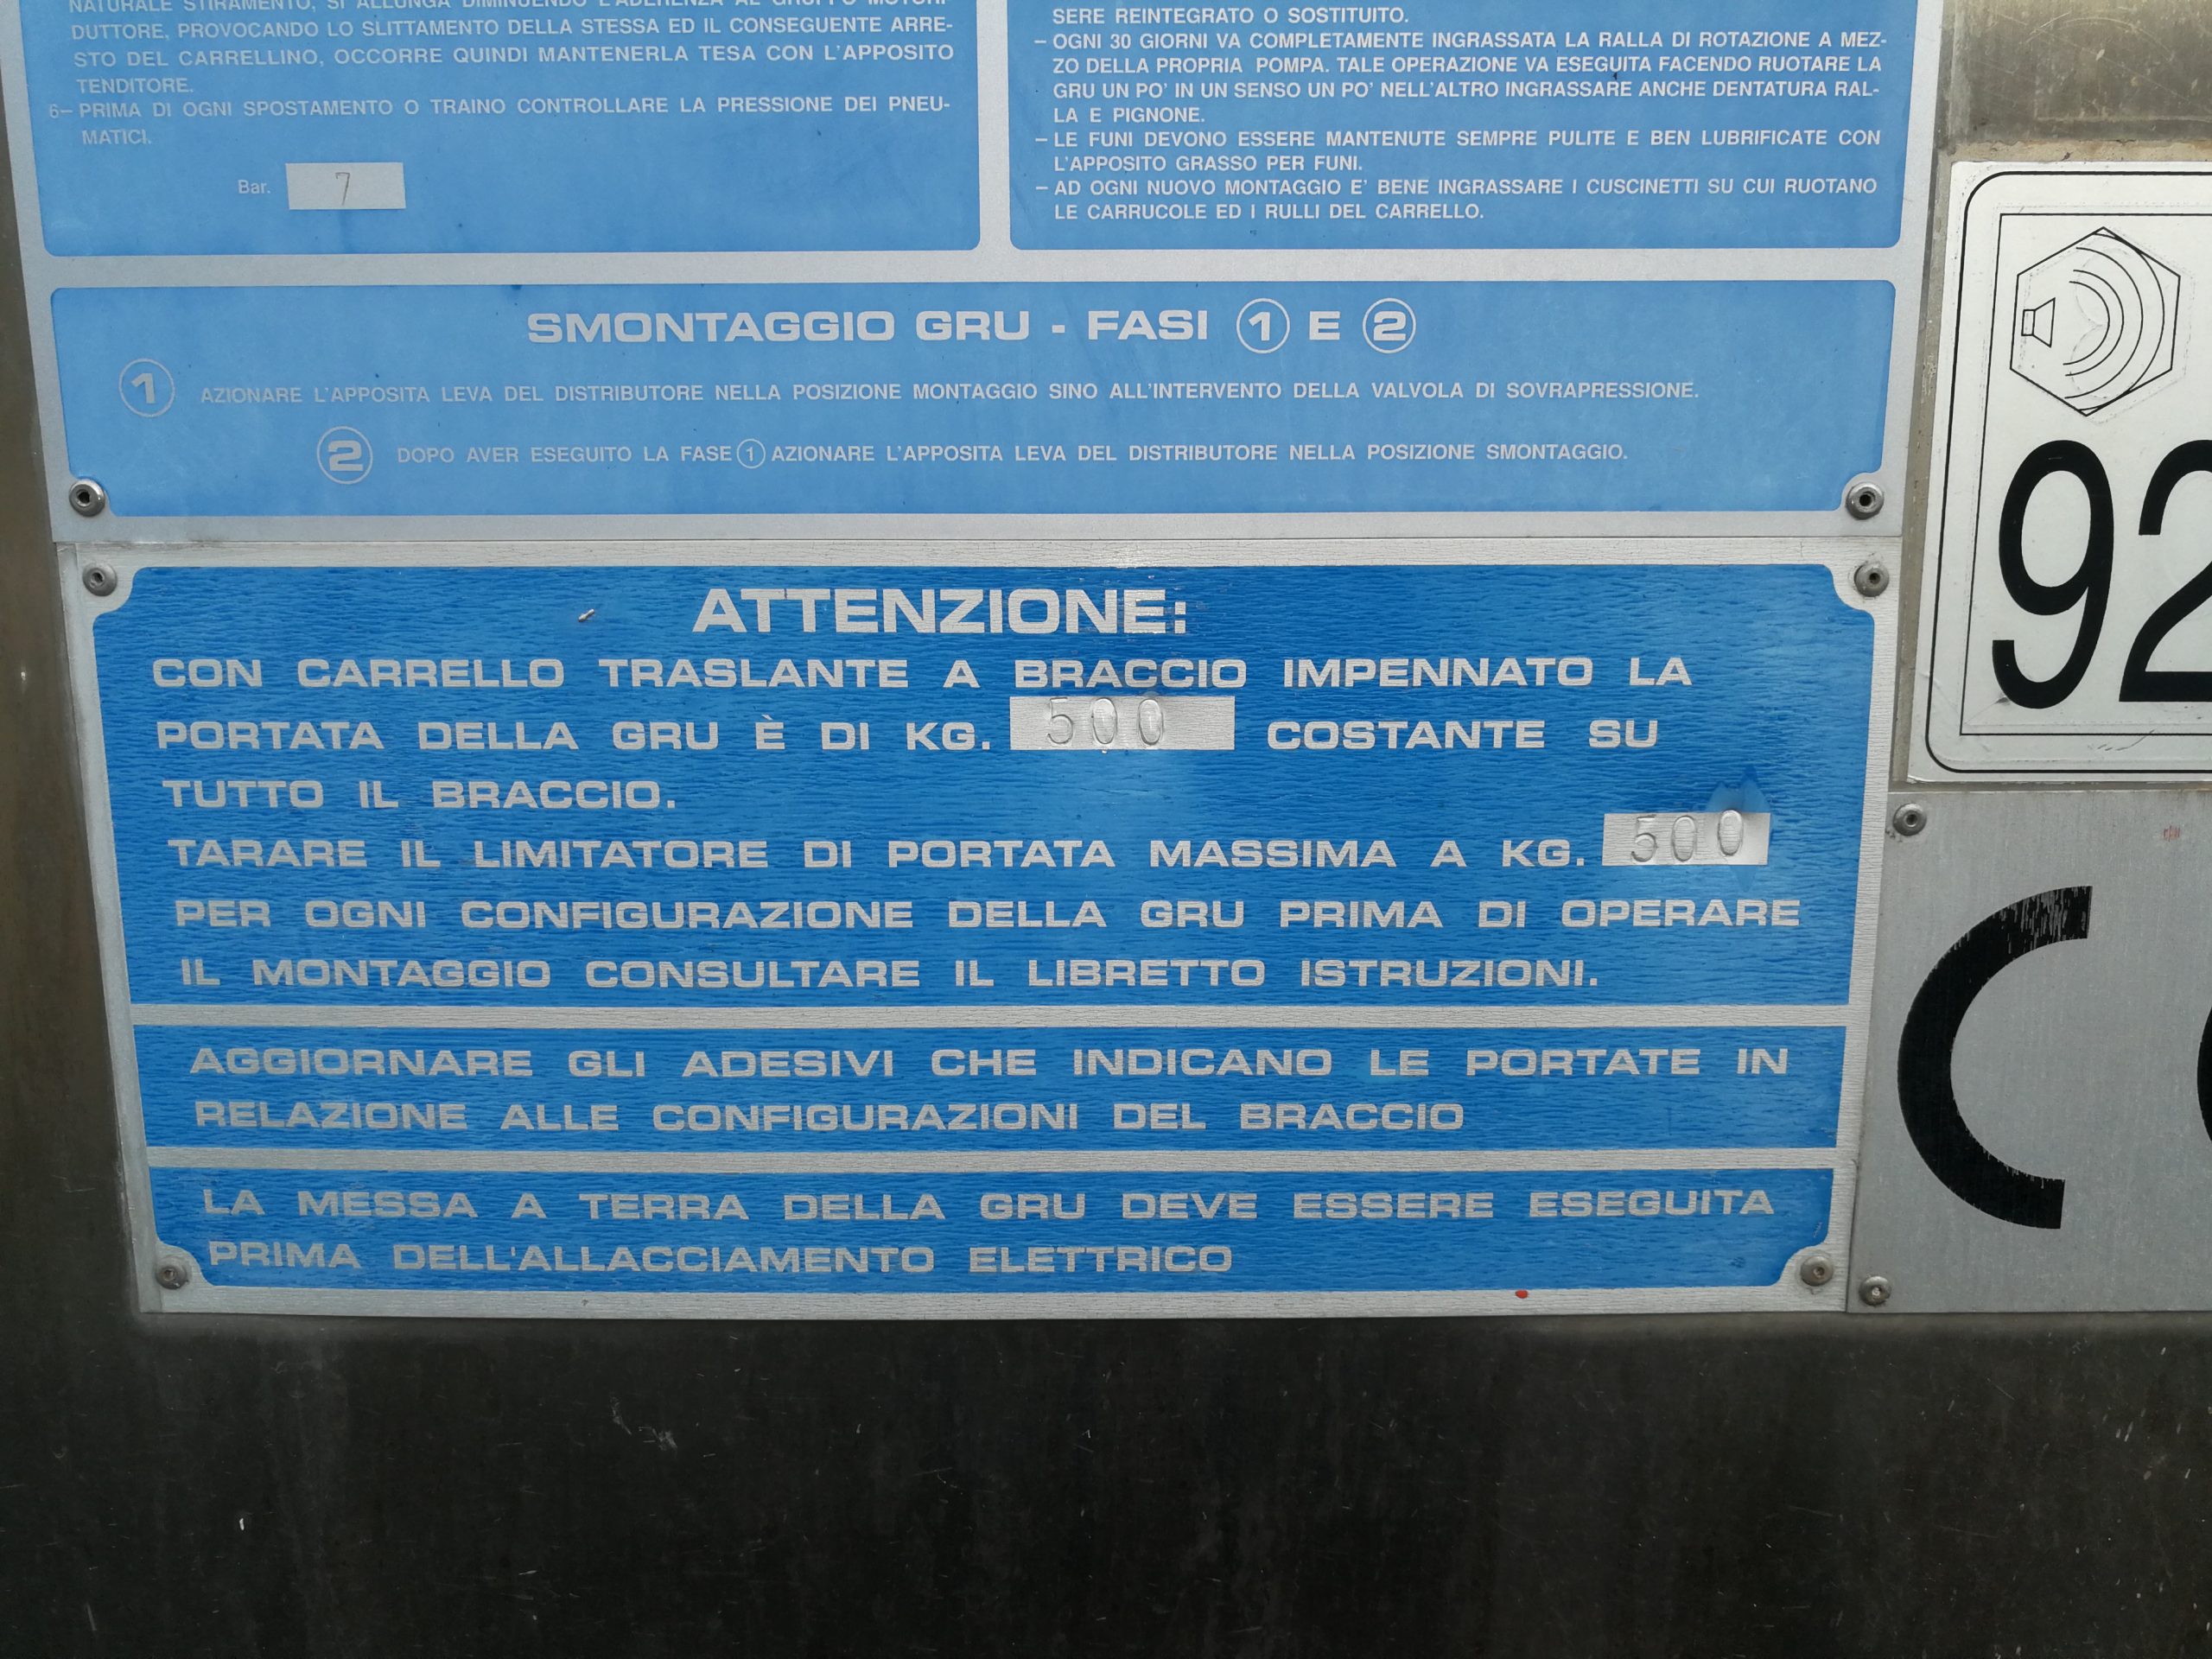 NATURALE STIRAMENTO, SI ALLUNGA DIMINUENDO L'ADERENZA AL GRUPPO MOTORI-
DUTTORE, PROVOCANDO LO SLITTAMENTO DELLA STESSA ED IL CONSEGUENTE ARRE-
STO DEL CARRELLINO, OCCORRE QUINDI MANTENERLA TESA CON L'APPOSITO
TENDITORE.
6- PRIMA DI OGNI SPOSTAMENTO O TRAINO CONTROLLARE LA PRESSIONE DEI PNEU-
MATICI.
Bar. 7
SERE REINTEGRATO O SOSTITUITO.
- OGNI 30 GIORNI VA COMPLETAMENTE INGRASSATA LA RALLA DI ROTAZIONE A MEZ-
ZO DELLA PROPRIA POMPA. TALE OPERAZIONE VA ESEGUITA FACENDO RUOTARE LA
GRU UN PO' IN UN SENSO UN PO' NELL'ALTRO INGRASSARE ANCHE DENTATURA RAL-
LA E PIGNONE.
- LE FUNI DEVONO ESSERE MANTENUTE SEMPRE PULITE E BEN LUBRIFICATE CON
L'APPOSITO GRASSO PER FUNI.
- AD OGNI NUOVO MONTAGGIO E' BENE INGRASSARE I CUSCINETTI SU CUI RUOTANO
LE CARRUCOLE ED I RULLI DEL CARRELLO.
SMONTAGGIO GRU - FASI 1 E 2
1 AZIONARE L'APPOSITA LEVA DEL DISTRIBUTORE NELLA POSIZIONE MONTAGGIO SINO ALL'INTERVENTO DELLA VALVOLA DI SOVRAPRESSIONE.
2 DOPO AVER ESEGUITO LA FASE 1 AZIONARE L'APPOSITA LEVA DEL DISTRIBUTORE NELLA POSIZIONE SMONTAGGIO.
ATTENZIONE:
CON CARRELLO TRASLANTE A BRACCIO IMPENNATO LA
PORTATA DELLA GRU È DI KG. 500 COSTANTE SU
TUTTO IL BRACCIO.
TARARE IL LIMITATORE DI PORTATA MASSIMA A KG. 500
PER OGNI CONFIGURAZIONE DELLA GRU PRIMA DI OPERARE
IL MONTAGGIO CONSULTARE IL LIBRETTO ISTRUZIONI.
AGGIORNARE GLI ADESIVI CHE INDICANO LE PORTATE IN
RELAZIONE ALLE CONFIGURAZIONI DEL BRACCIO
LA MESSA A TERRA DELLA GRU DEVE ESSERE ESEGUITA
PRIMA DELL'ALLACCIAMENTO ELETTRICO
92
C